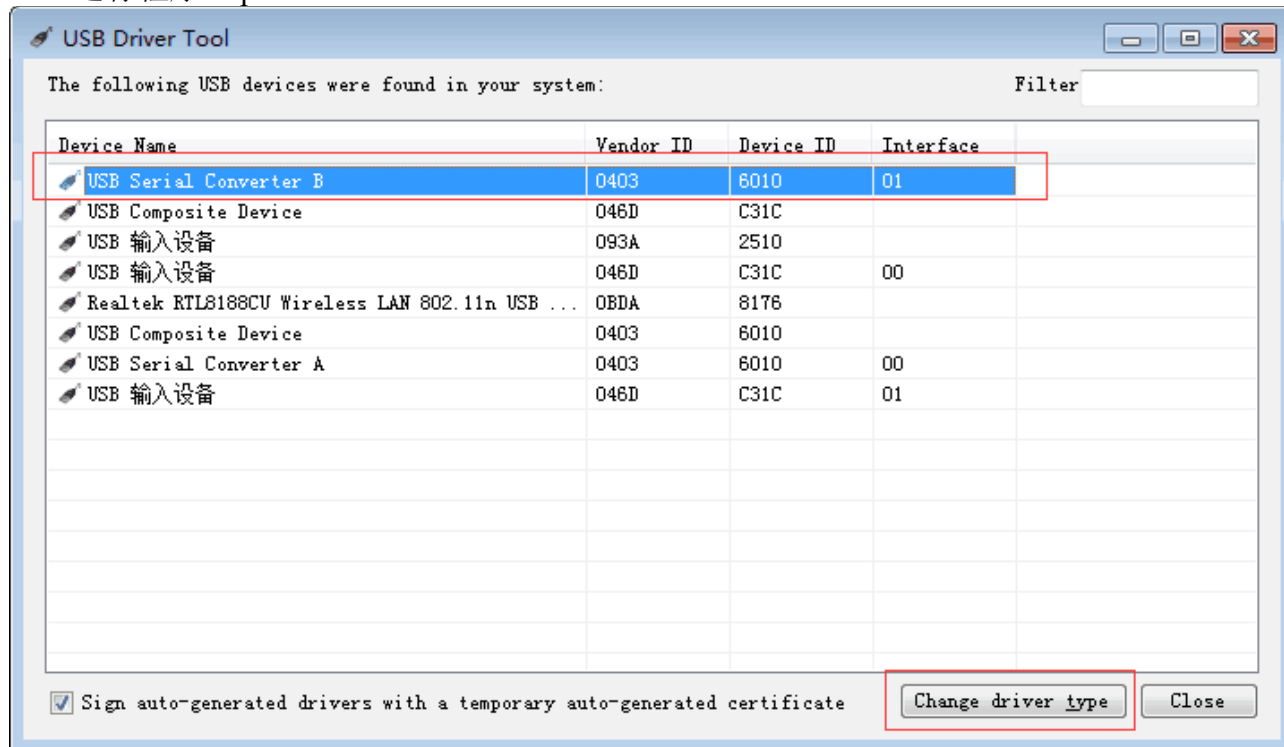 USB Driver Tool
The following USB devices were found in your system: Filter
Device Name Vendor ID Device ID Interface
USB Serial Converter B 0403 6010 01
USB Composite Device 046D C31C
USB 输入设备 093A 2510
USB 输入设备 046D C31C 00
Realtek RTL8188CU Wireless LAN 802.11n USB ... 0BDA 8176
USB Composite Device 0403 6010
USB Serial Converter A 0403 6010 00
USB 输入设备 046D C31C 01
Sign auto-generated drivers with a temporary auto-generated certificate Change driver type Close